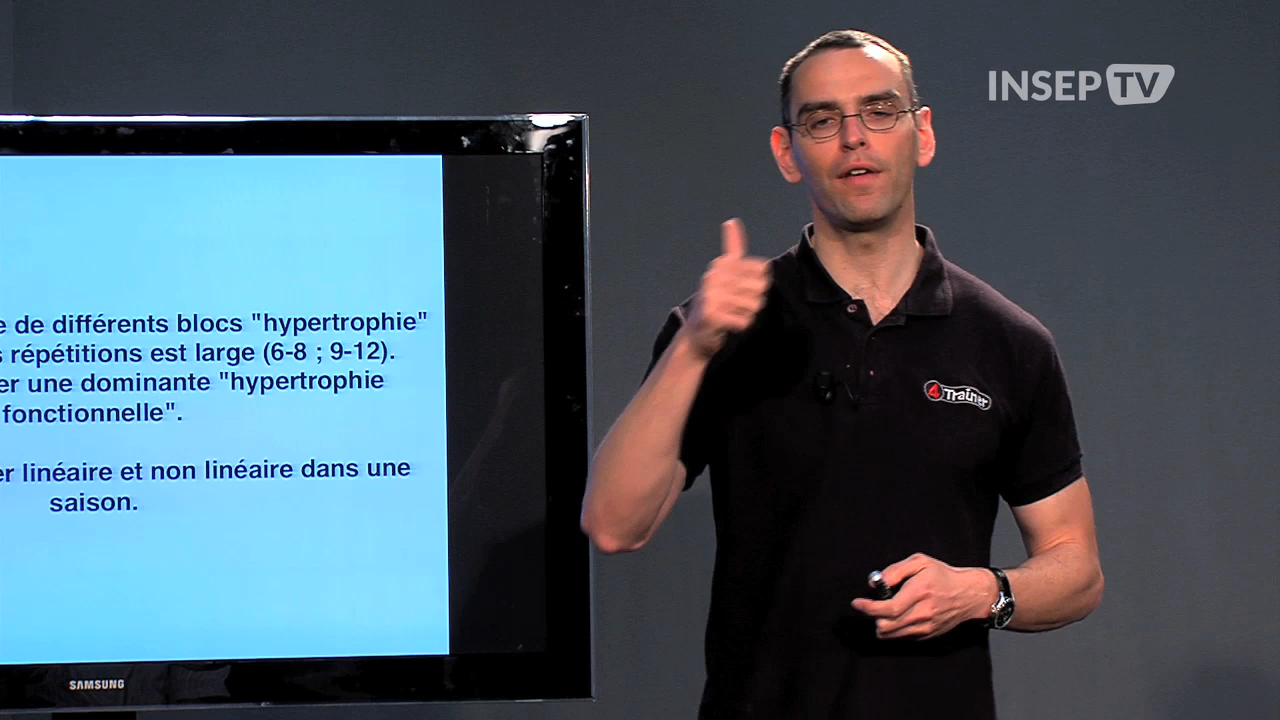 INSEP TV
e de différents blocs "hypertrophie"
s répétitions est large (6-8 ; 9-12).
er une dominante "hypertrophie
fonctionnelle".
er linéaire et non linéaire dans une
saison.
4Trainer
SAMSUNG